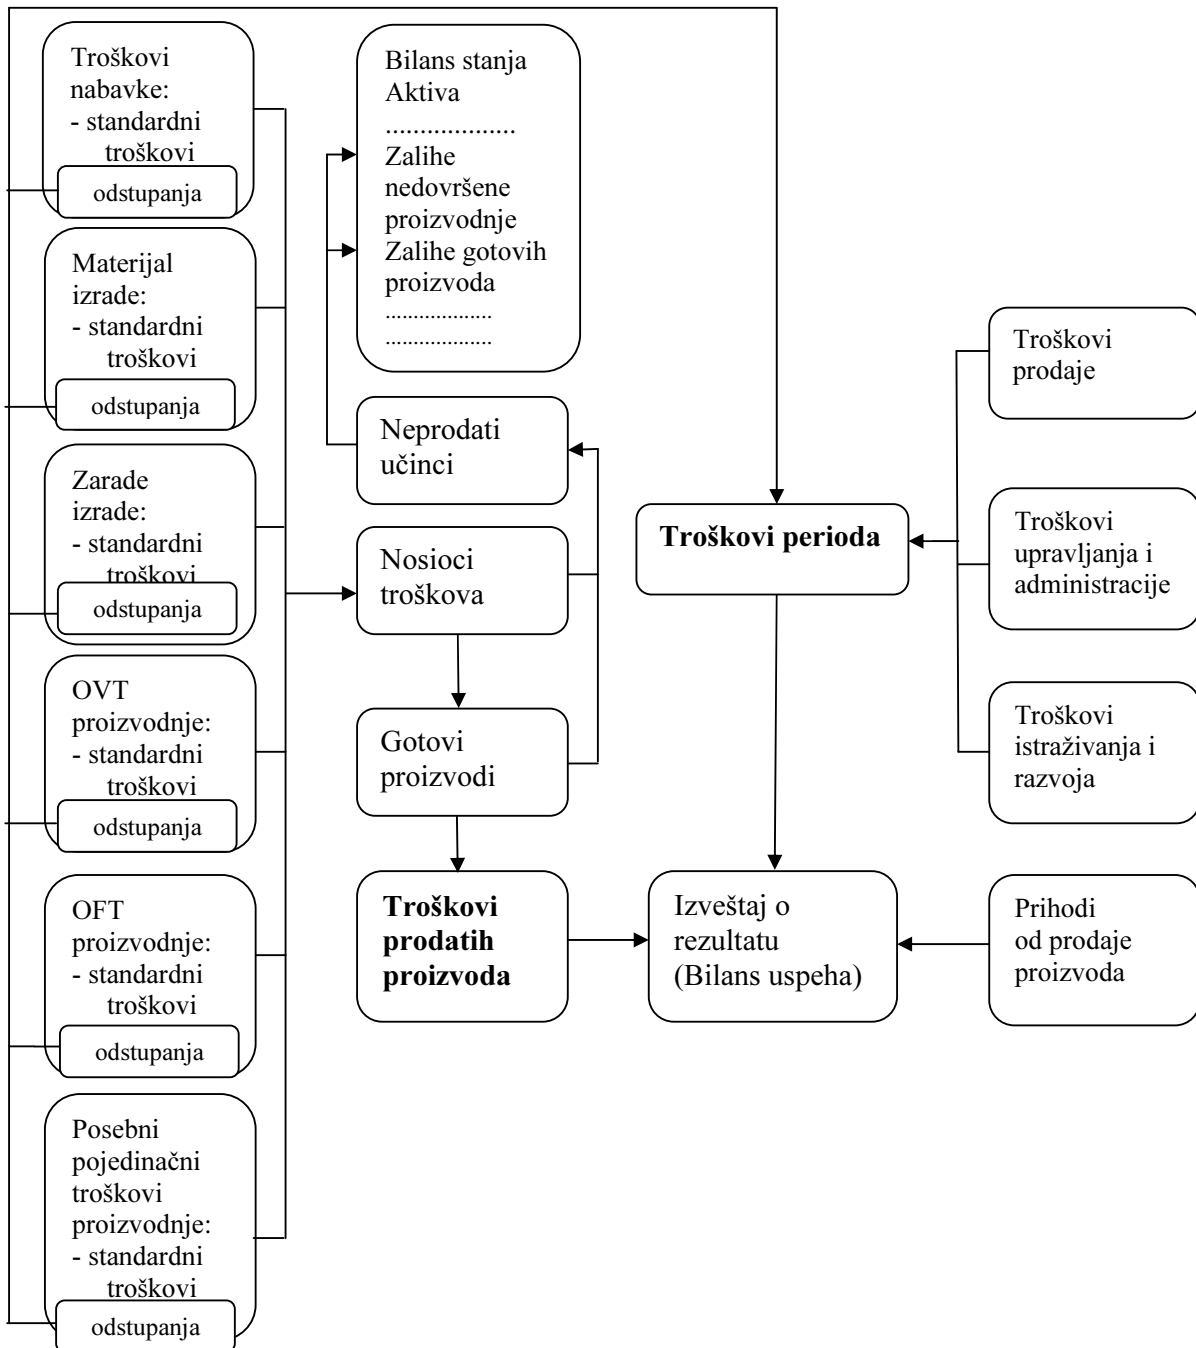 Troškovi
nabavke:
- standardni
troškovi
odstupanja
Materijal
izrade:
- standardni
troškovi
odstupanja
Zarade
izrade:
- standardni
troškovi
odstupanja
OVT
proizvodnje:
- standardni
troškovi
odstupanja
OFT
proizvodnje:
- standardni
troškovi
odstupanja
Posebni
pojedinačni
troškovi
proizvodnje:
- standardni
troškovi
odstupanja
Bilans stanja
Aktiva
...................
Zalihe
nedovršene
proizvodnje
Zalihe gotovih
proizvoda
...................
...................
Neprodati
učinci
Nosioci
troškova
Gotovi
proizvodi
Troškovi
prodatih
proizvoda
Troškovi perioda
Izveštaj o
rezultatu
(Bilans uspeha)
Troškovi
prodaje
Troškovi
upravljanja i
administracije
Troškovi
istraživanja i
razvoja
Prihodi
od prodaje
proizvoda